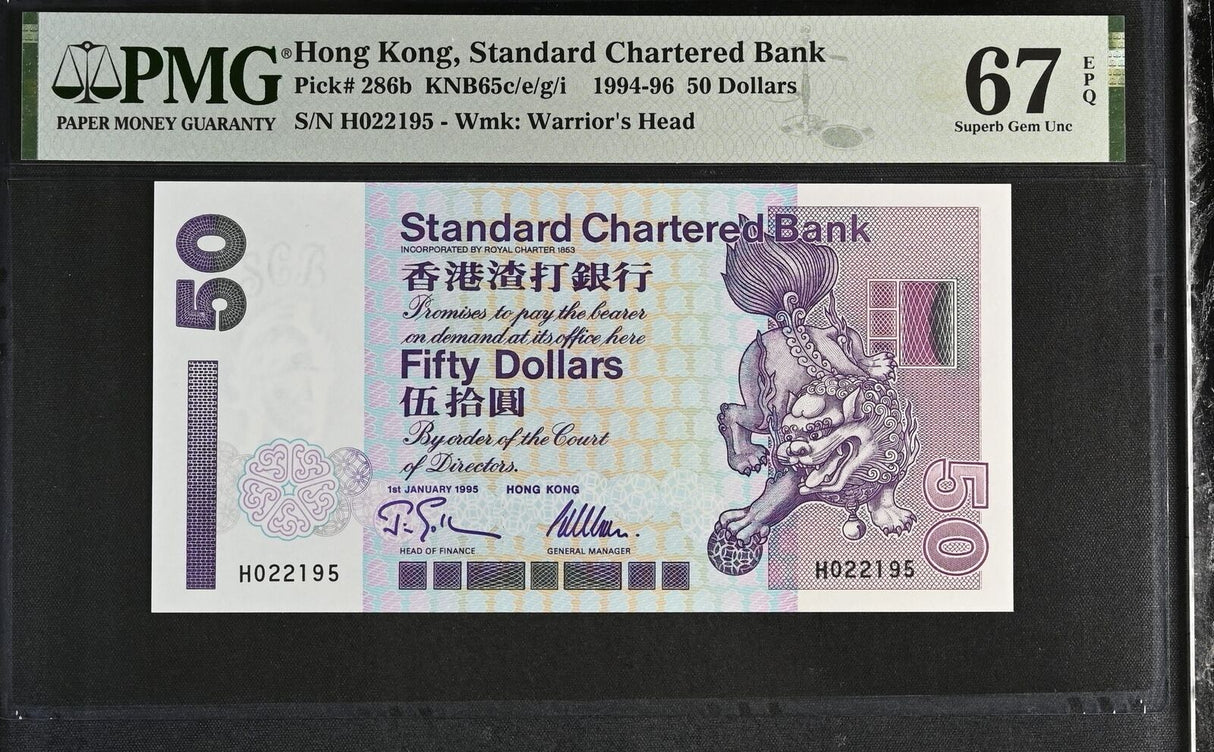 PMG®
PAPER MONEY GUARANTY
Hong Kong, Standard Chartered Bank
Pick# 286b KNB65c/e/g/i 1994-96 50 Dollars
S/N H022195 - Wmk: Warrior's Head
67
EPQ
Superb Gem Unc
50
Standard Chartered Bank
INCORPORATED BY ROYAL CHARTER 1853
香港渣打銀行
Promises to pay the bearer
on demand at its office here
Fifty Dollars
伍拾圓
By order of the Court
of Directors.
1st JANUARY 1995 HONG KONG
HEAD OF FINANCE GENERAL MANAGER
H022195
H022195
50